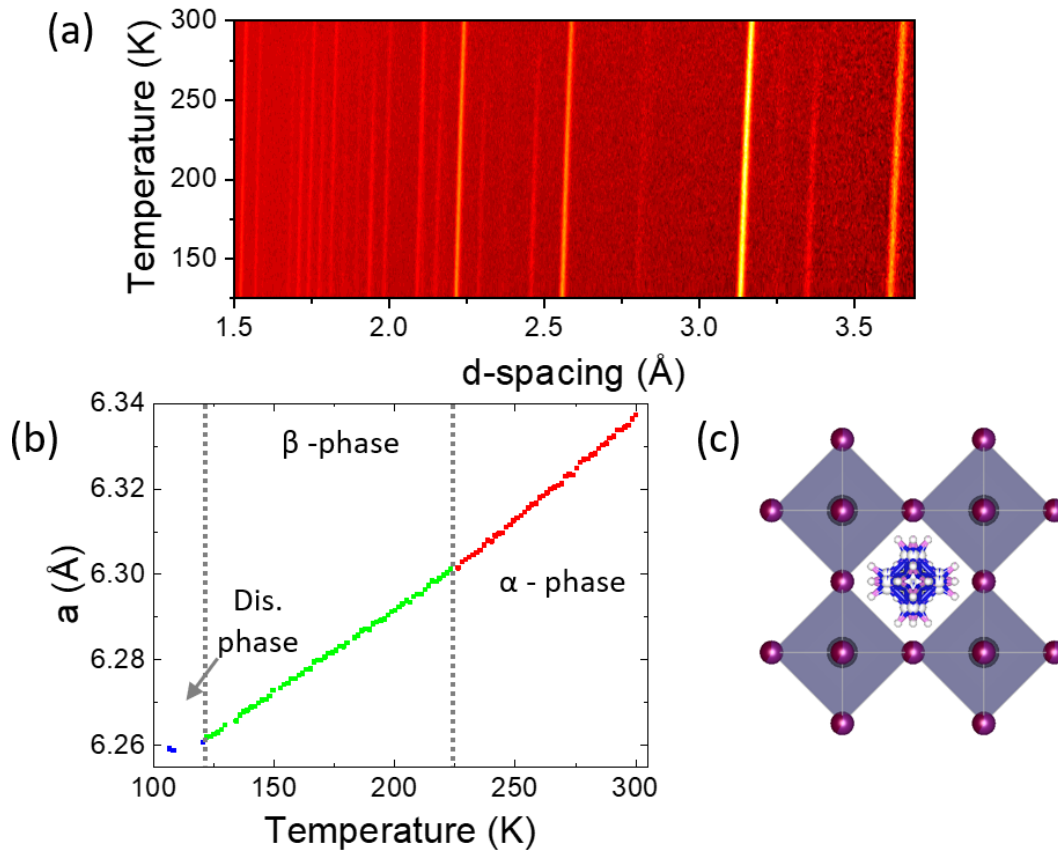 (a)
Temperature (K)
300
250
200
150
1.5 2.0 2.5 3.0 3.5
d-spacing (Å)
(b)
a (Å)
6.34
6.32
6.30
6.28
6.26
β -phase
α - phase
Dis.
phase
100 150 200 250 300
Temperature (K)
(c)